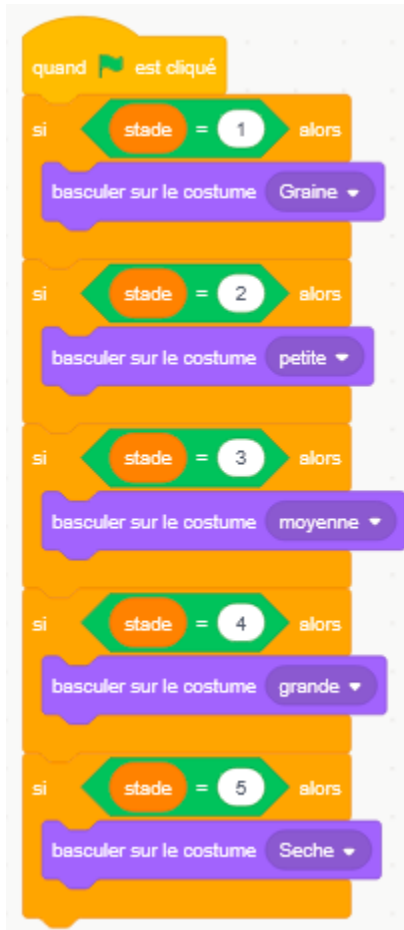 quand est cliqué
si stade = 1 alors
basculer sur le costume Graine
si stade = 2 alors
basculer sur le costume petite
si stade = 3 alors
basculer sur le costume moyenne
si stade = 4 alors
basculer sur le costume grande
si stade = 5 alors
basculer sur le costume Seche